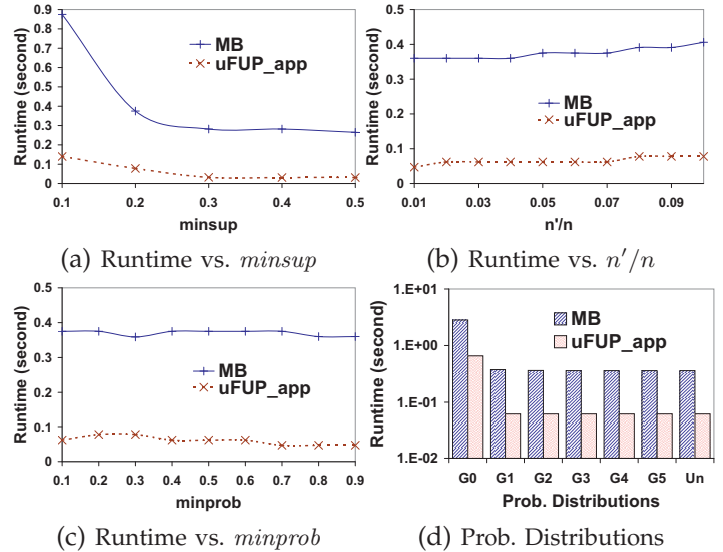 0.9
0.8
0.7
0.6
0.5
0.4
0.3
0.2
0.1
0
Runtime (second)
MB
uFUP_app
0.1 0.2 0.3 0.4 0.5
minsup
(a) Runtime vs. minsup
0.5
0.4
0.3
0.2
0.1
0
Runtime (second)
MB
uFUP_app
0.01 0.03 0.05 0.07 0.09
n'/n
(b) Runtime vs. n′/n
0.5
0.4
0.3
0.2
0.1
0
Runtime (second)
MB
uFUP_app
0.1 0.2 0.3 0.4 0.5 0.6 0.7 0.8 0.9
minprob
(c) Runtime vs. minprob
1.E+01
1.E+00
1.E-01
1.E-02
Runtime (second)
MB
uFUP_app
G0 G1 G2 G3 G4 G5 Un
Prob. Distributions
(d) Prob. Distributions